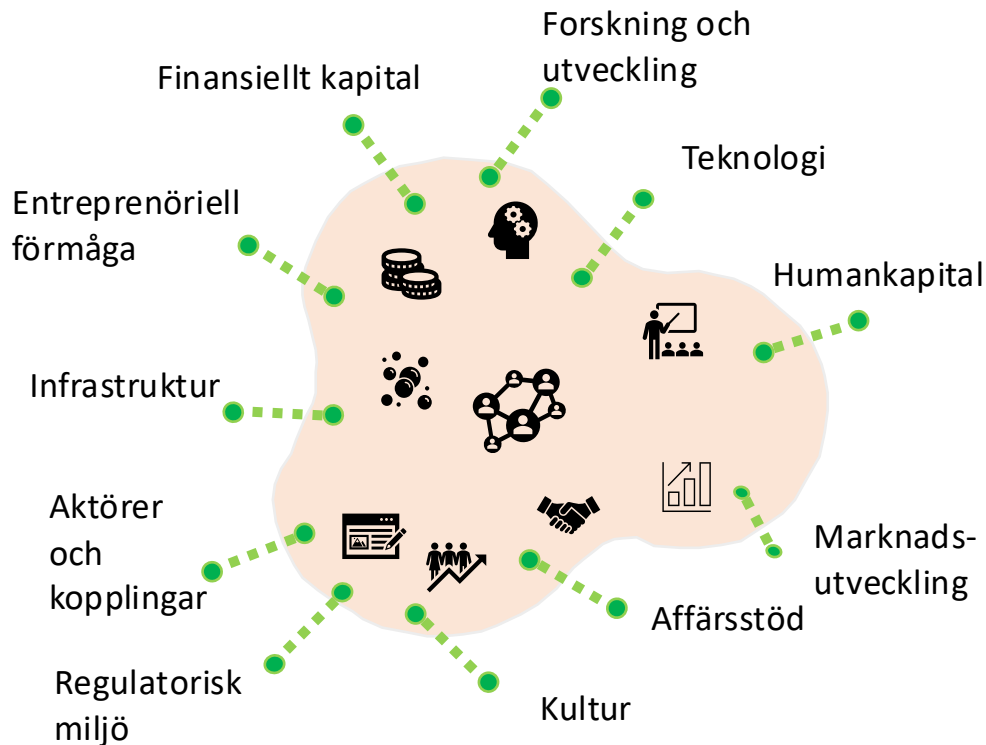 Forskning och
utveckling
Finansiellt kapital
Teknologi
Entreprenöriell
förmåga
Humankapital
Infrastruktur
Aktörer
och
kopplingar
Marknads-
utveckling
Affärsstöd
Regulatorisk
miljö
Kultur